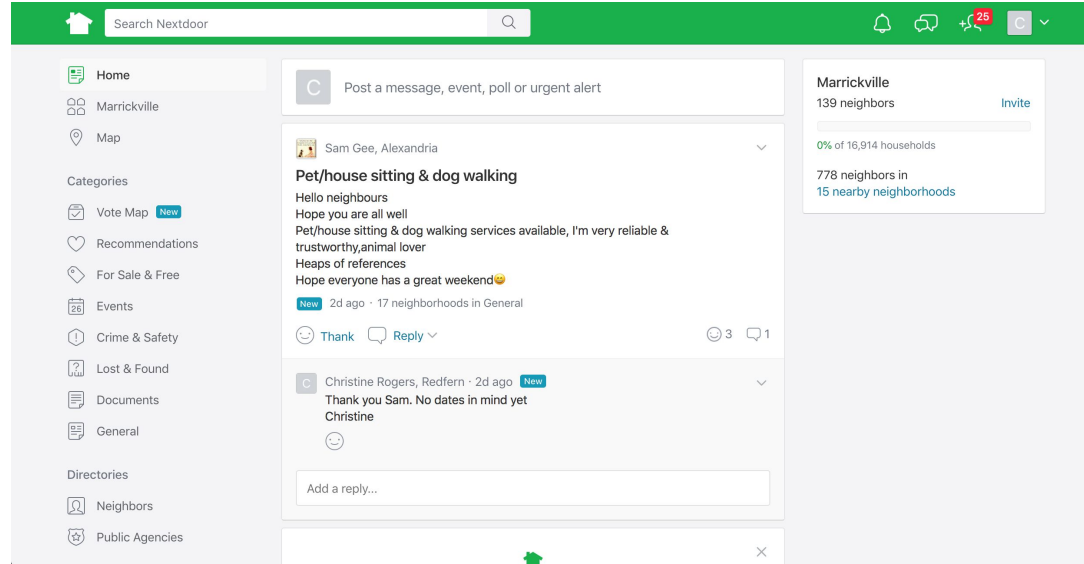 Search Nextdoor
25
C
Home
Marrickville
Map
Categories
Vote Map New
Recommendations
For Sale & Free
26 Events
Crime & Safety
Lost & Found
Documents
General
Directories
Neighbors
Public Agencies
C Post a message, event, poll or urgent alert
Sam Gee, Alexandria
Pet/house sitting & dog walking
Hello neighbours
Hope you are all well
Pet/house sitting & dog walking services available, I'm very reliable &
trustworthy,animal lover
Heaps of references
Hope everyone has a great weekend😄
New 2d ago · 17 neighborhoods in General
Thank Reply 3 1
C Christine Rogers, Redfern · 2d ago New
Thank you Sam. No dates in mind yet
Christine
Add a reply...
Marrickville
139 neighbors Invite
0% of 16,914 households
778 neighbors in
15 nearby neighborhoods